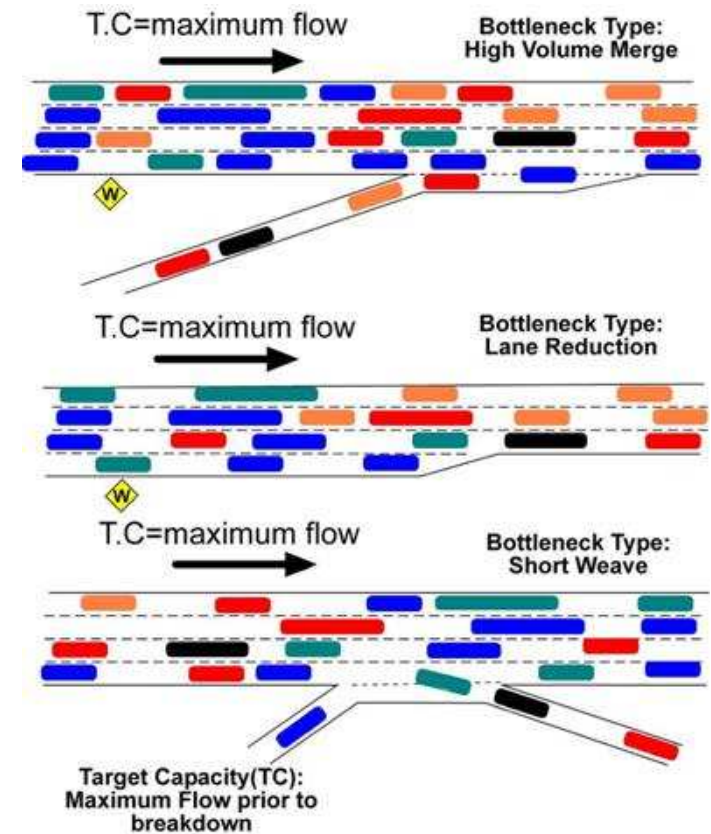 T.C=maximum flow
Bottleneck Type:
High Volume Merge
W
T.C=maximum flow
Bottleneck Type:
Lane Reduction
W
T.C=maximum flow
Bottleneck Type:
Short Weave
Target Capacity(TC):
Maximum Flow prior to
breakdown